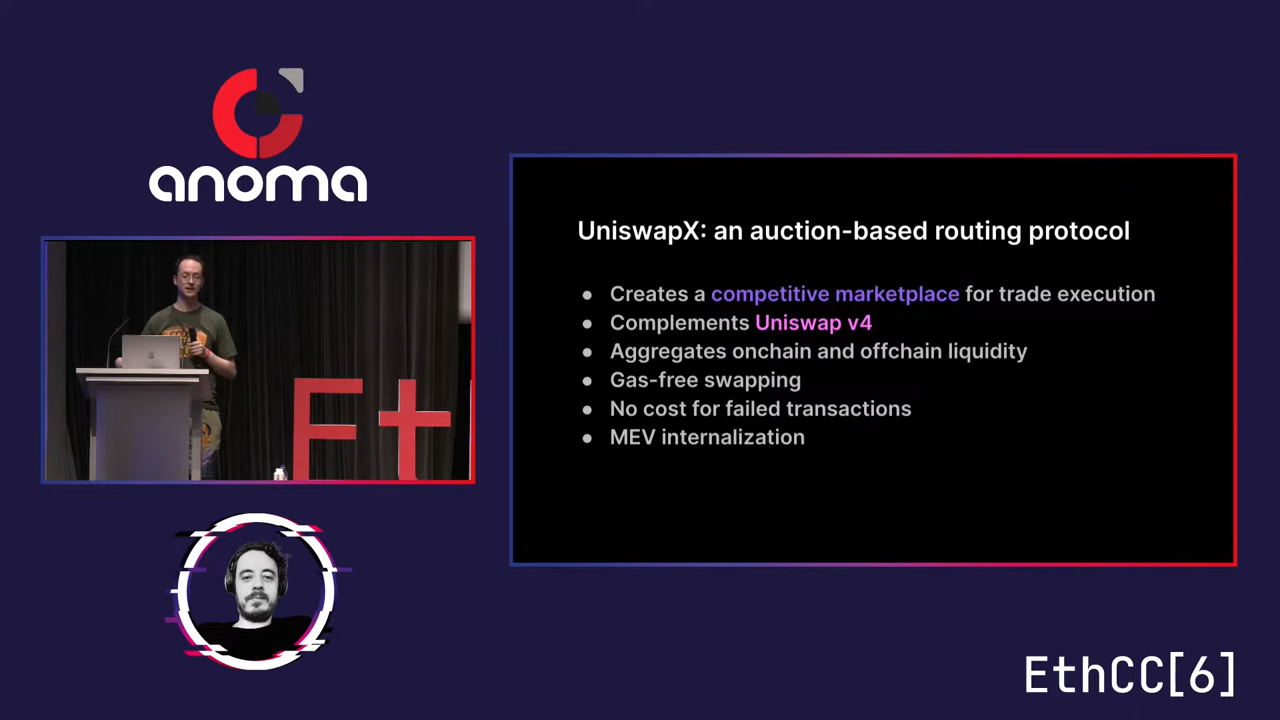 anoma
Et
UniswapX: an auction-based routing protocol
● Creates a competitive marketplace for trade execution
● Complements Uniswap v4
● Aggregates onchain and offchain liquidity
● Gas-free swapping
● No cost for failed transactions
● MEV internalization
EthCC[6]